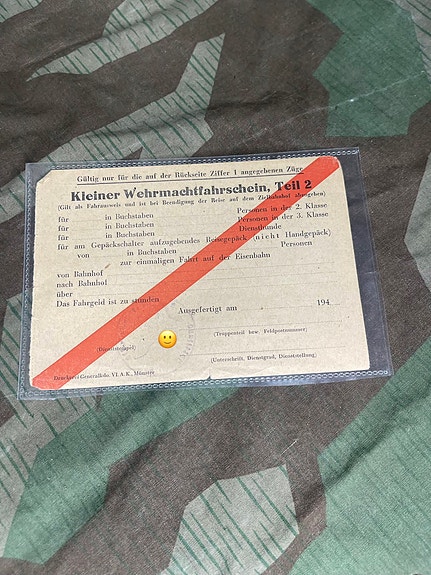 Gültig nur für die auf der Rückseite Ziffer 1 angegebenen Züge
Kleiner Wehrmachtfahrschein, Teil 2
(Gilt als Fahrausweis und ist bei Beendigung der Reise auf dem Zielbahnhof abzugeben)
für in Buchstaben Personen in der 2. Klasse
für in Buchstaben Personen in der 3. Klasse
für in Buchstaben Diensthunde
für am Gepäckschalter aufzugebendes Reisegepäck (nicht Handgepäck)
von in Buchstaben Personen
zur einmaligen Fahrt auf der Eisenbahn
von Bahnhof
nach Bahnhof
über
Das Fahrgeld ist zu stunden
Ausgefertigt am 194
(Dienststempel) (Truppenteil bzw. Feldpostnummer)
(Unterschrift, Dienstgrad, Dienststellung)
Druckerei Generalkdo. VI. A.K., Münster